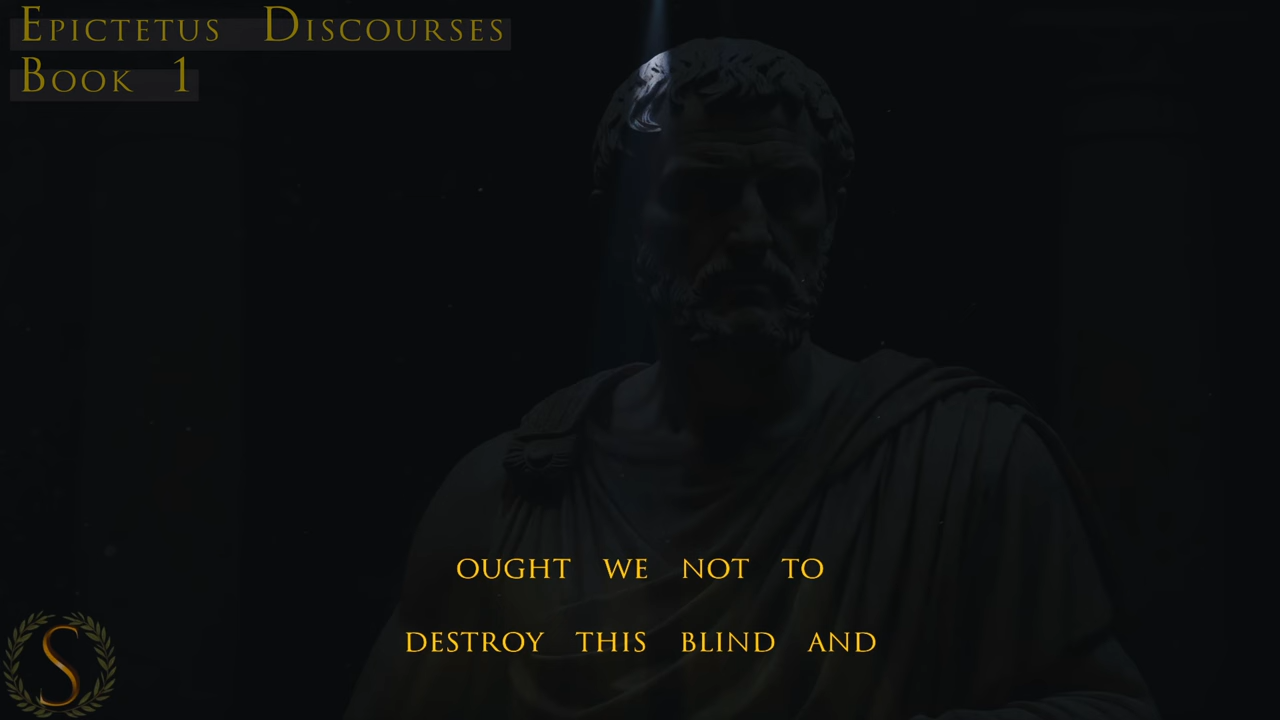 Epictetus Discourses
Book 1
OUGHT WE NOT TO
DESTROY THIS BLIND AND
S